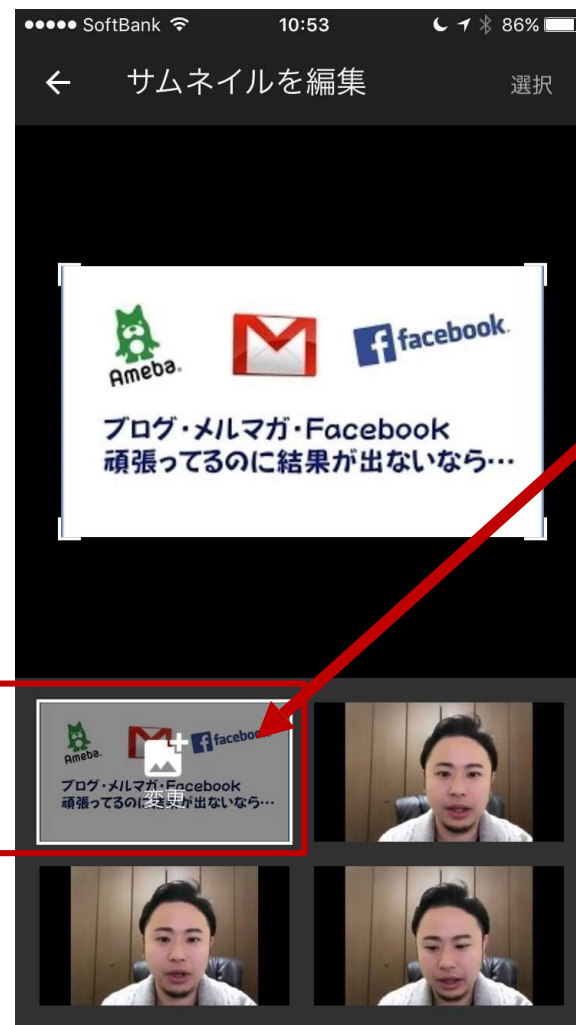 ●●●●● SoftBank 10:53 86%
← サムネイルを編集 選択
Ameba. facebook.
ブログ・メルマガ・Facebook
頑張ってるのに結果が出ないなら…
Ameba. facebook
ブログ・メルマガ・Facebook
頑張ってるのに結果が出ないなら…
変更